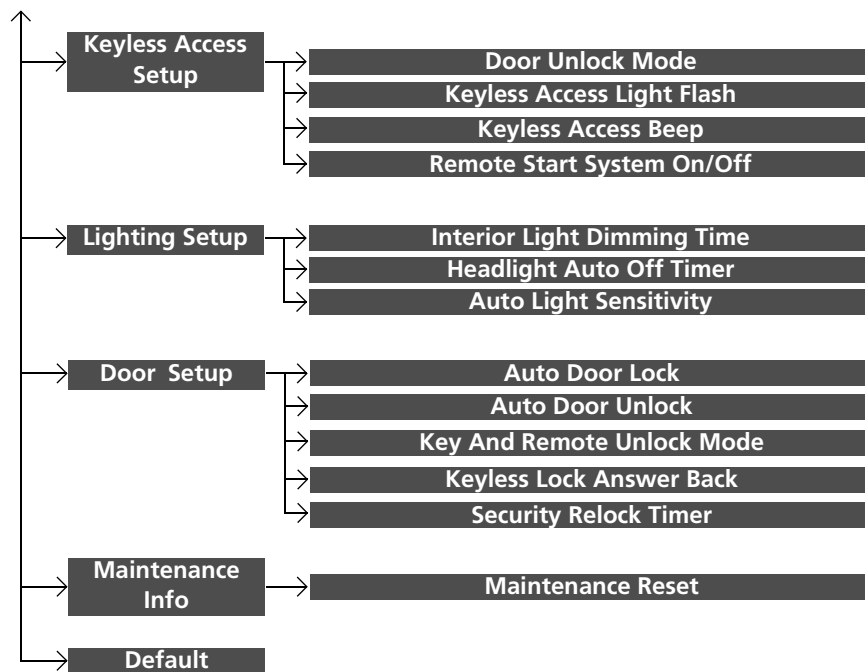 Keyless Access
Setup
Door Unlock Mode
Keyless Access Light Flash
Keyless Access Beep
Remote Start System On/Off
Lighting Setup
Interior Light Dimming Time
Headlight Auto Off Timer
Auto Light Sensitivity
Door Setup
Auto Door Lock
Auto Door Unlock
Key And Remote Unlock Mode
Keyless Lock Answer Back
Security Relock Timer
Maintenance
Info
Maintenance Reset
Default